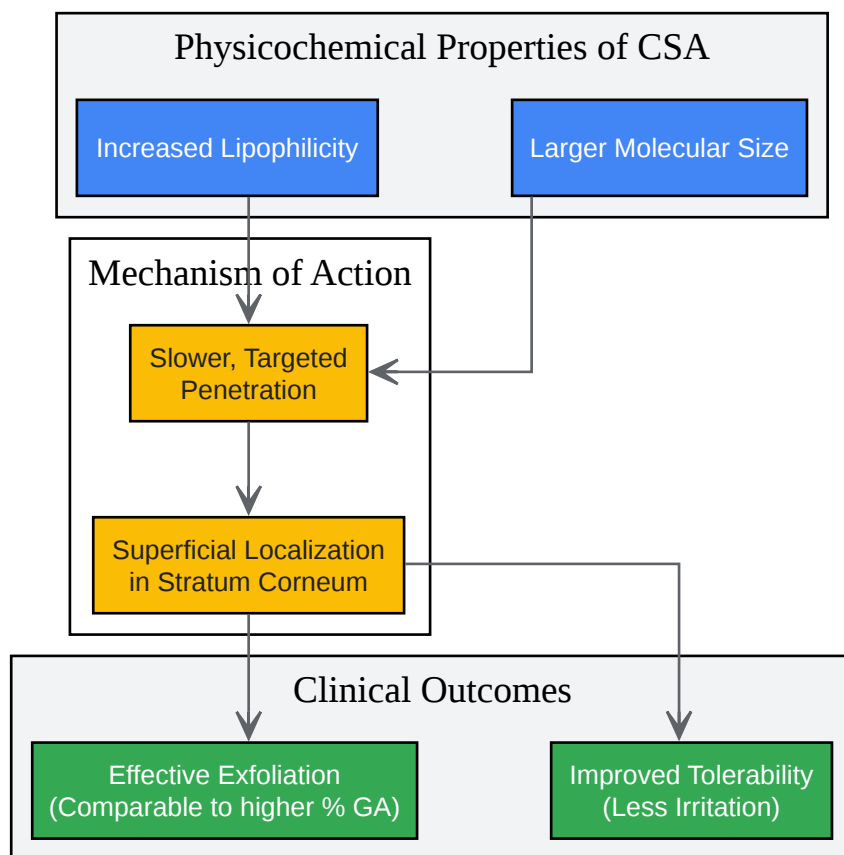 Physicochemical Properties of CSA
Increased Lipophilicity
Larger Molecular Size
Mechanism of Action
Slower, Targeted
Penetration
Superficial Localization
in Stratum Corneum
Clinical Outcomes
Effective Exfoliation
(Comparable to higher % GA)
Improved Tolerability
(Less Irritation)